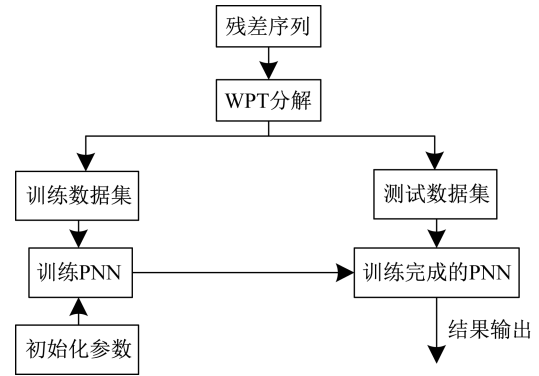 残差序列
WPT分解
训练数据集
测试数据集
训练PNN
训练完成的PNN
初始化参数
结果输出